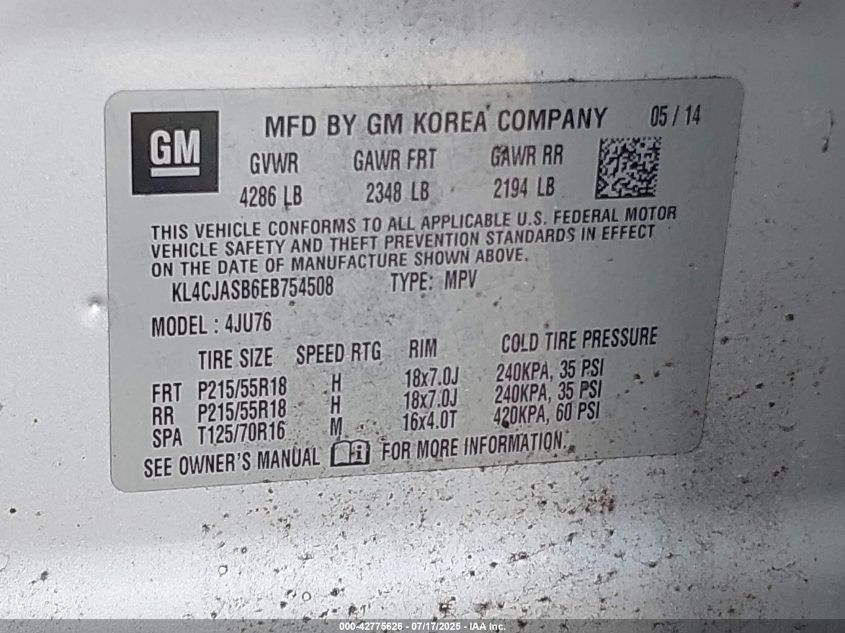 GM
MFD BY GM KOREA COMPANY 05 / 14
GVWR GAWR FRT GAWR RR
4286 LB 2348 LB 2194 LB
THIS VEHICLE CONFORMS TO ALL APPLICABLE U.S. FEDERAL MOTOR
VEHICLE SAFETY AND THEFT PREVENTION STANDARDS IN EFFECT
ON THE DATE OF MANUFACTURE SHOWN ABOVE.
KL4CJASB6EB754508 TYPE: MPV
MODEL : 4JU76
TIRE SIZE SPEED RTG RIM COLD TIRE PRESSURE
FRT P215/55R18 H 18x7.0J 240KPA, 35 PSI
RR P215/55R18 H 18x7.0J 240KPA, 35 PSI
SPA T125/70R16 M 16x4.0T 420KPA, 60 PSI
SEE OWNER'S MANUAL i FOR MORE INFORMATION.
000-42775626 - 07/17/2025 - IAA Inc.